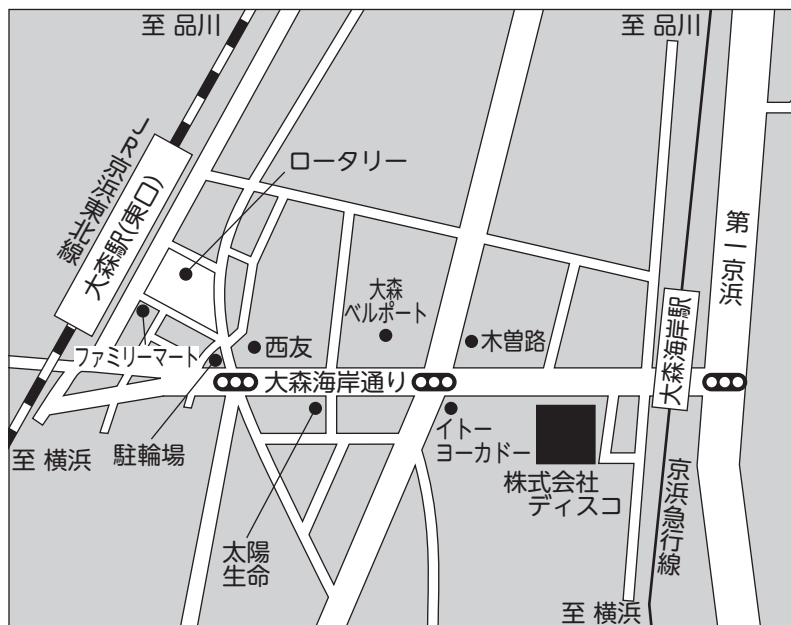 至 品川
至 品川
JR京浜東北線
大森駅(東口)
ロータリー
第一京浜
大森
ベルポート
木曽路
大森海岸駅
ファミリーマート
西友
大森海岸通り
イトー
ヨーカドー
至 横浜
駐輪場
株式会社
ディスコ
京浜急行線
太陽
生命
至 横浜